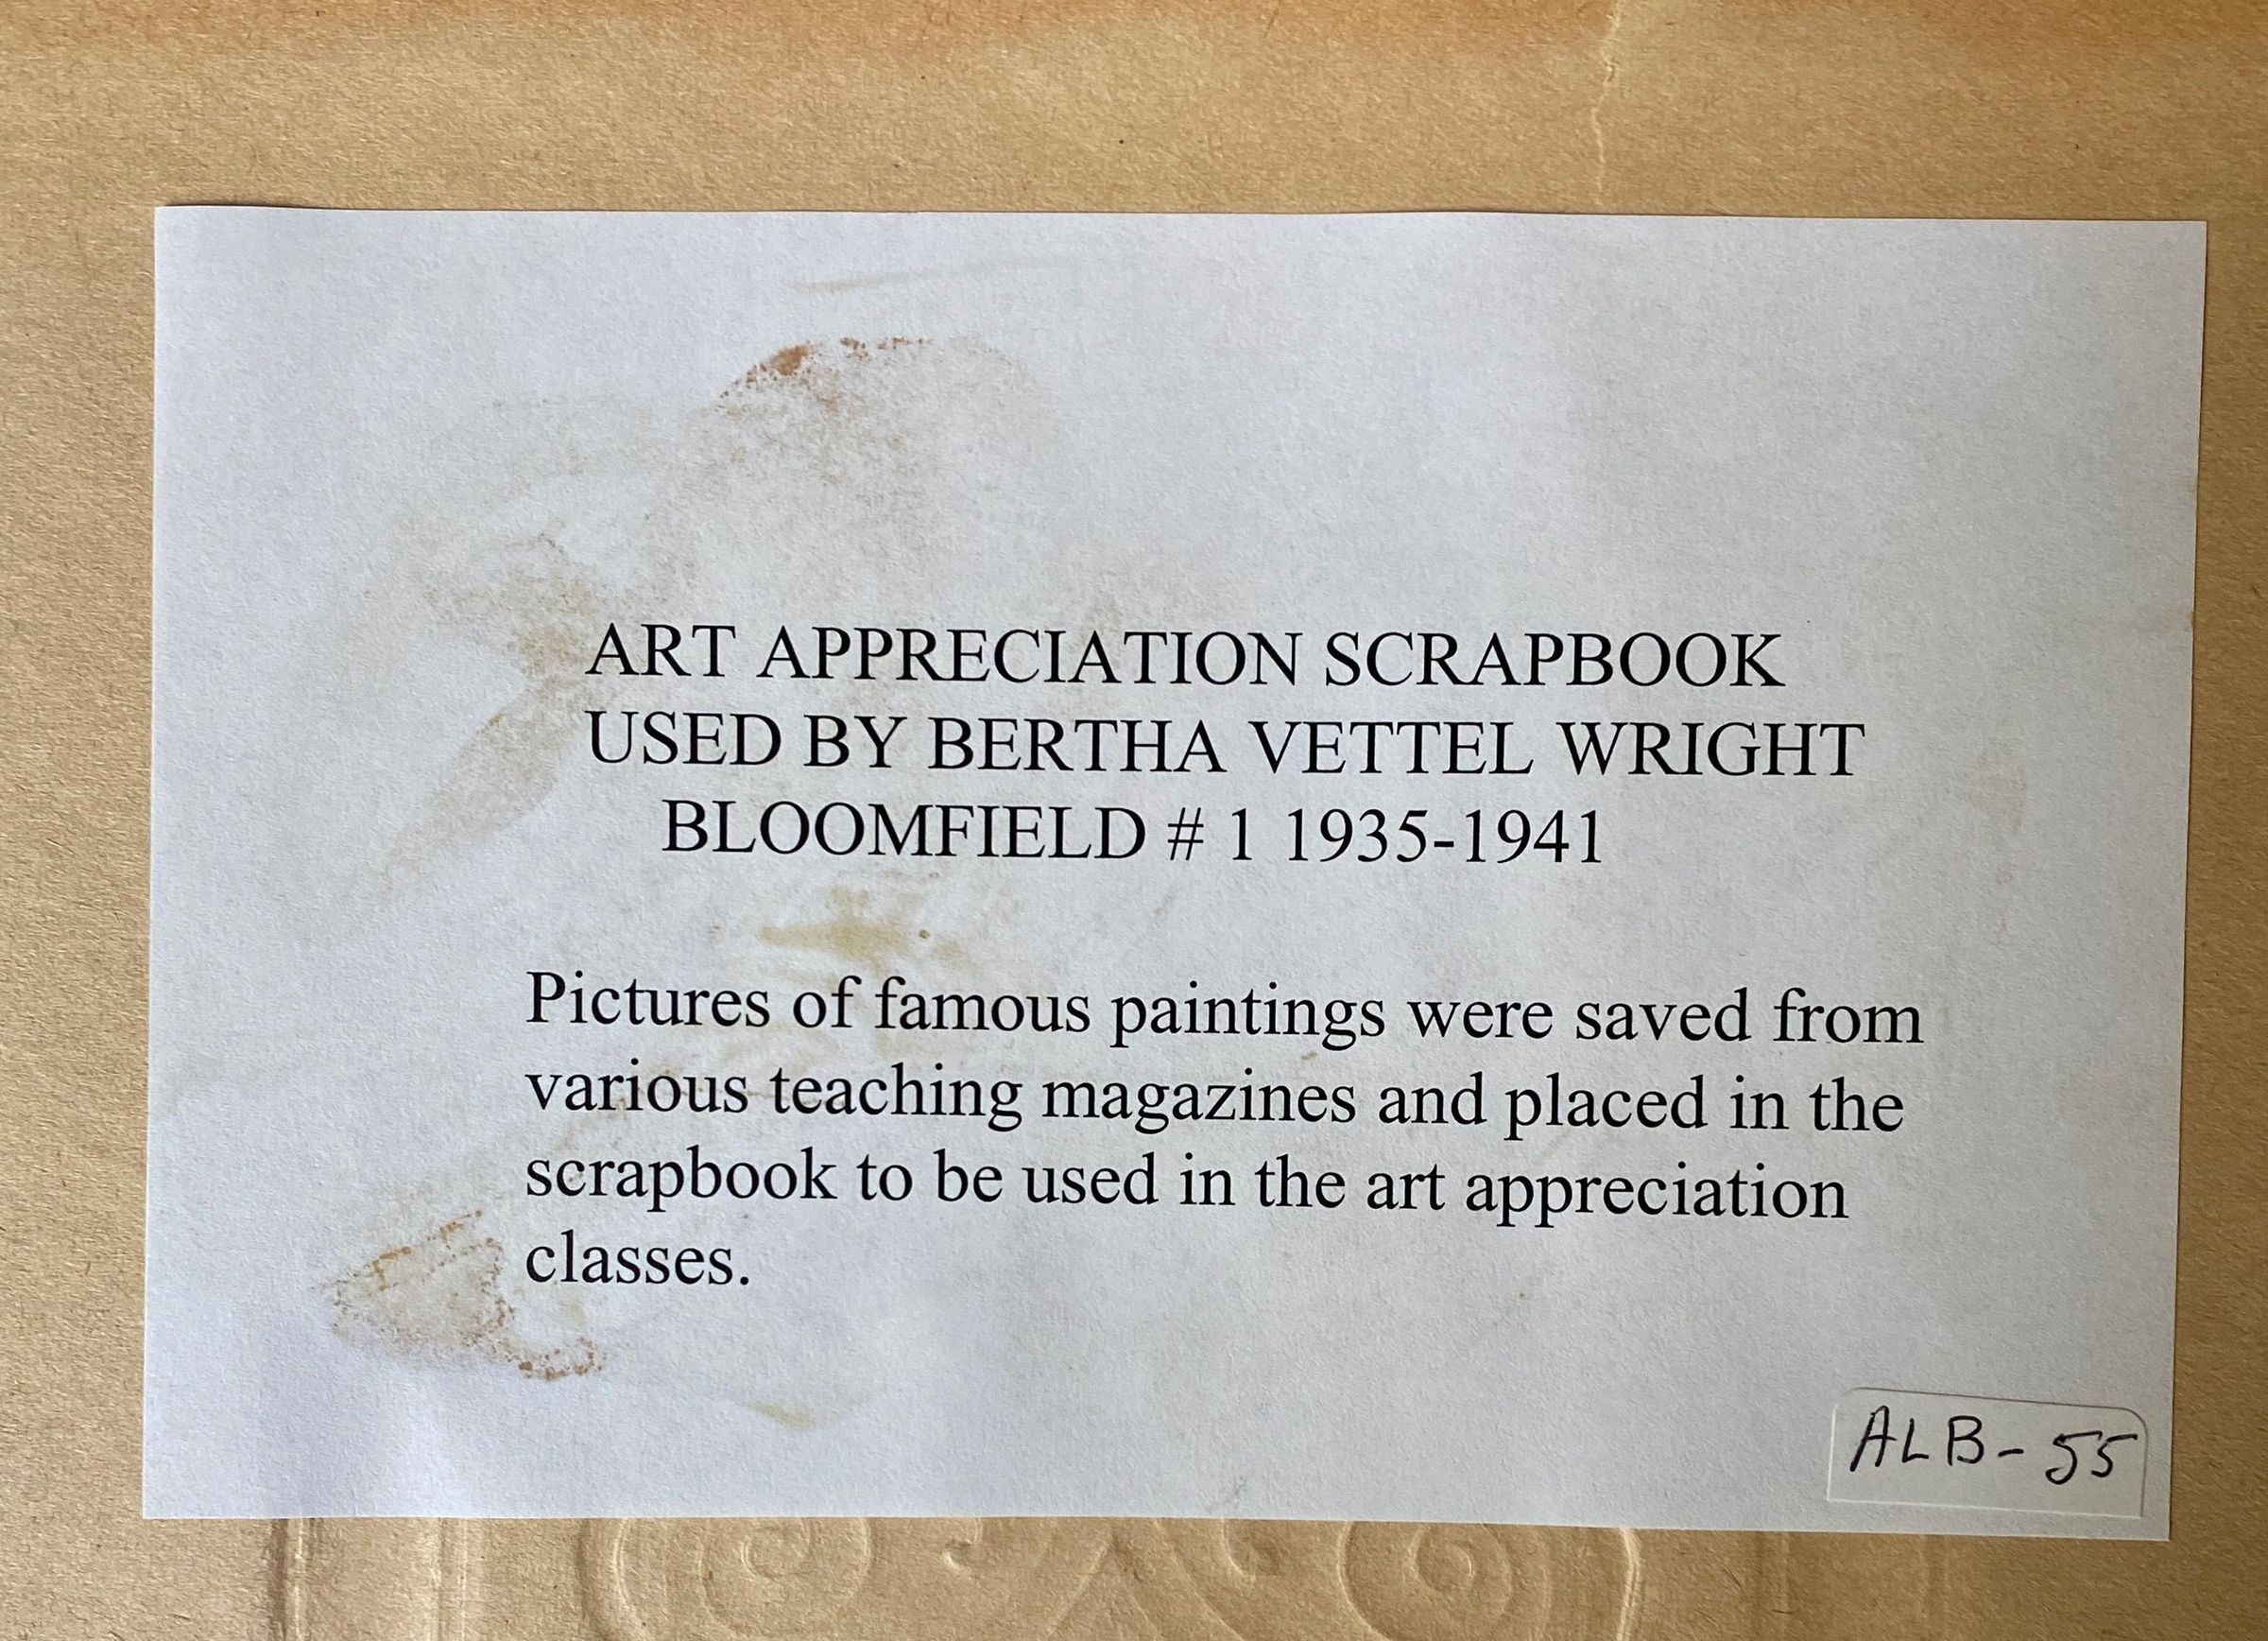 ART APPRECIATION SCRAPBOOK
USED BY BERTHA VETTEL WRIGHT
BLOOMFIELD # 1 1935-1941
Pictures of famous paintings were saved from
various teaching magazines and placed in the
scrapbook to be used in the art appreciation
classes.
ALB- 55